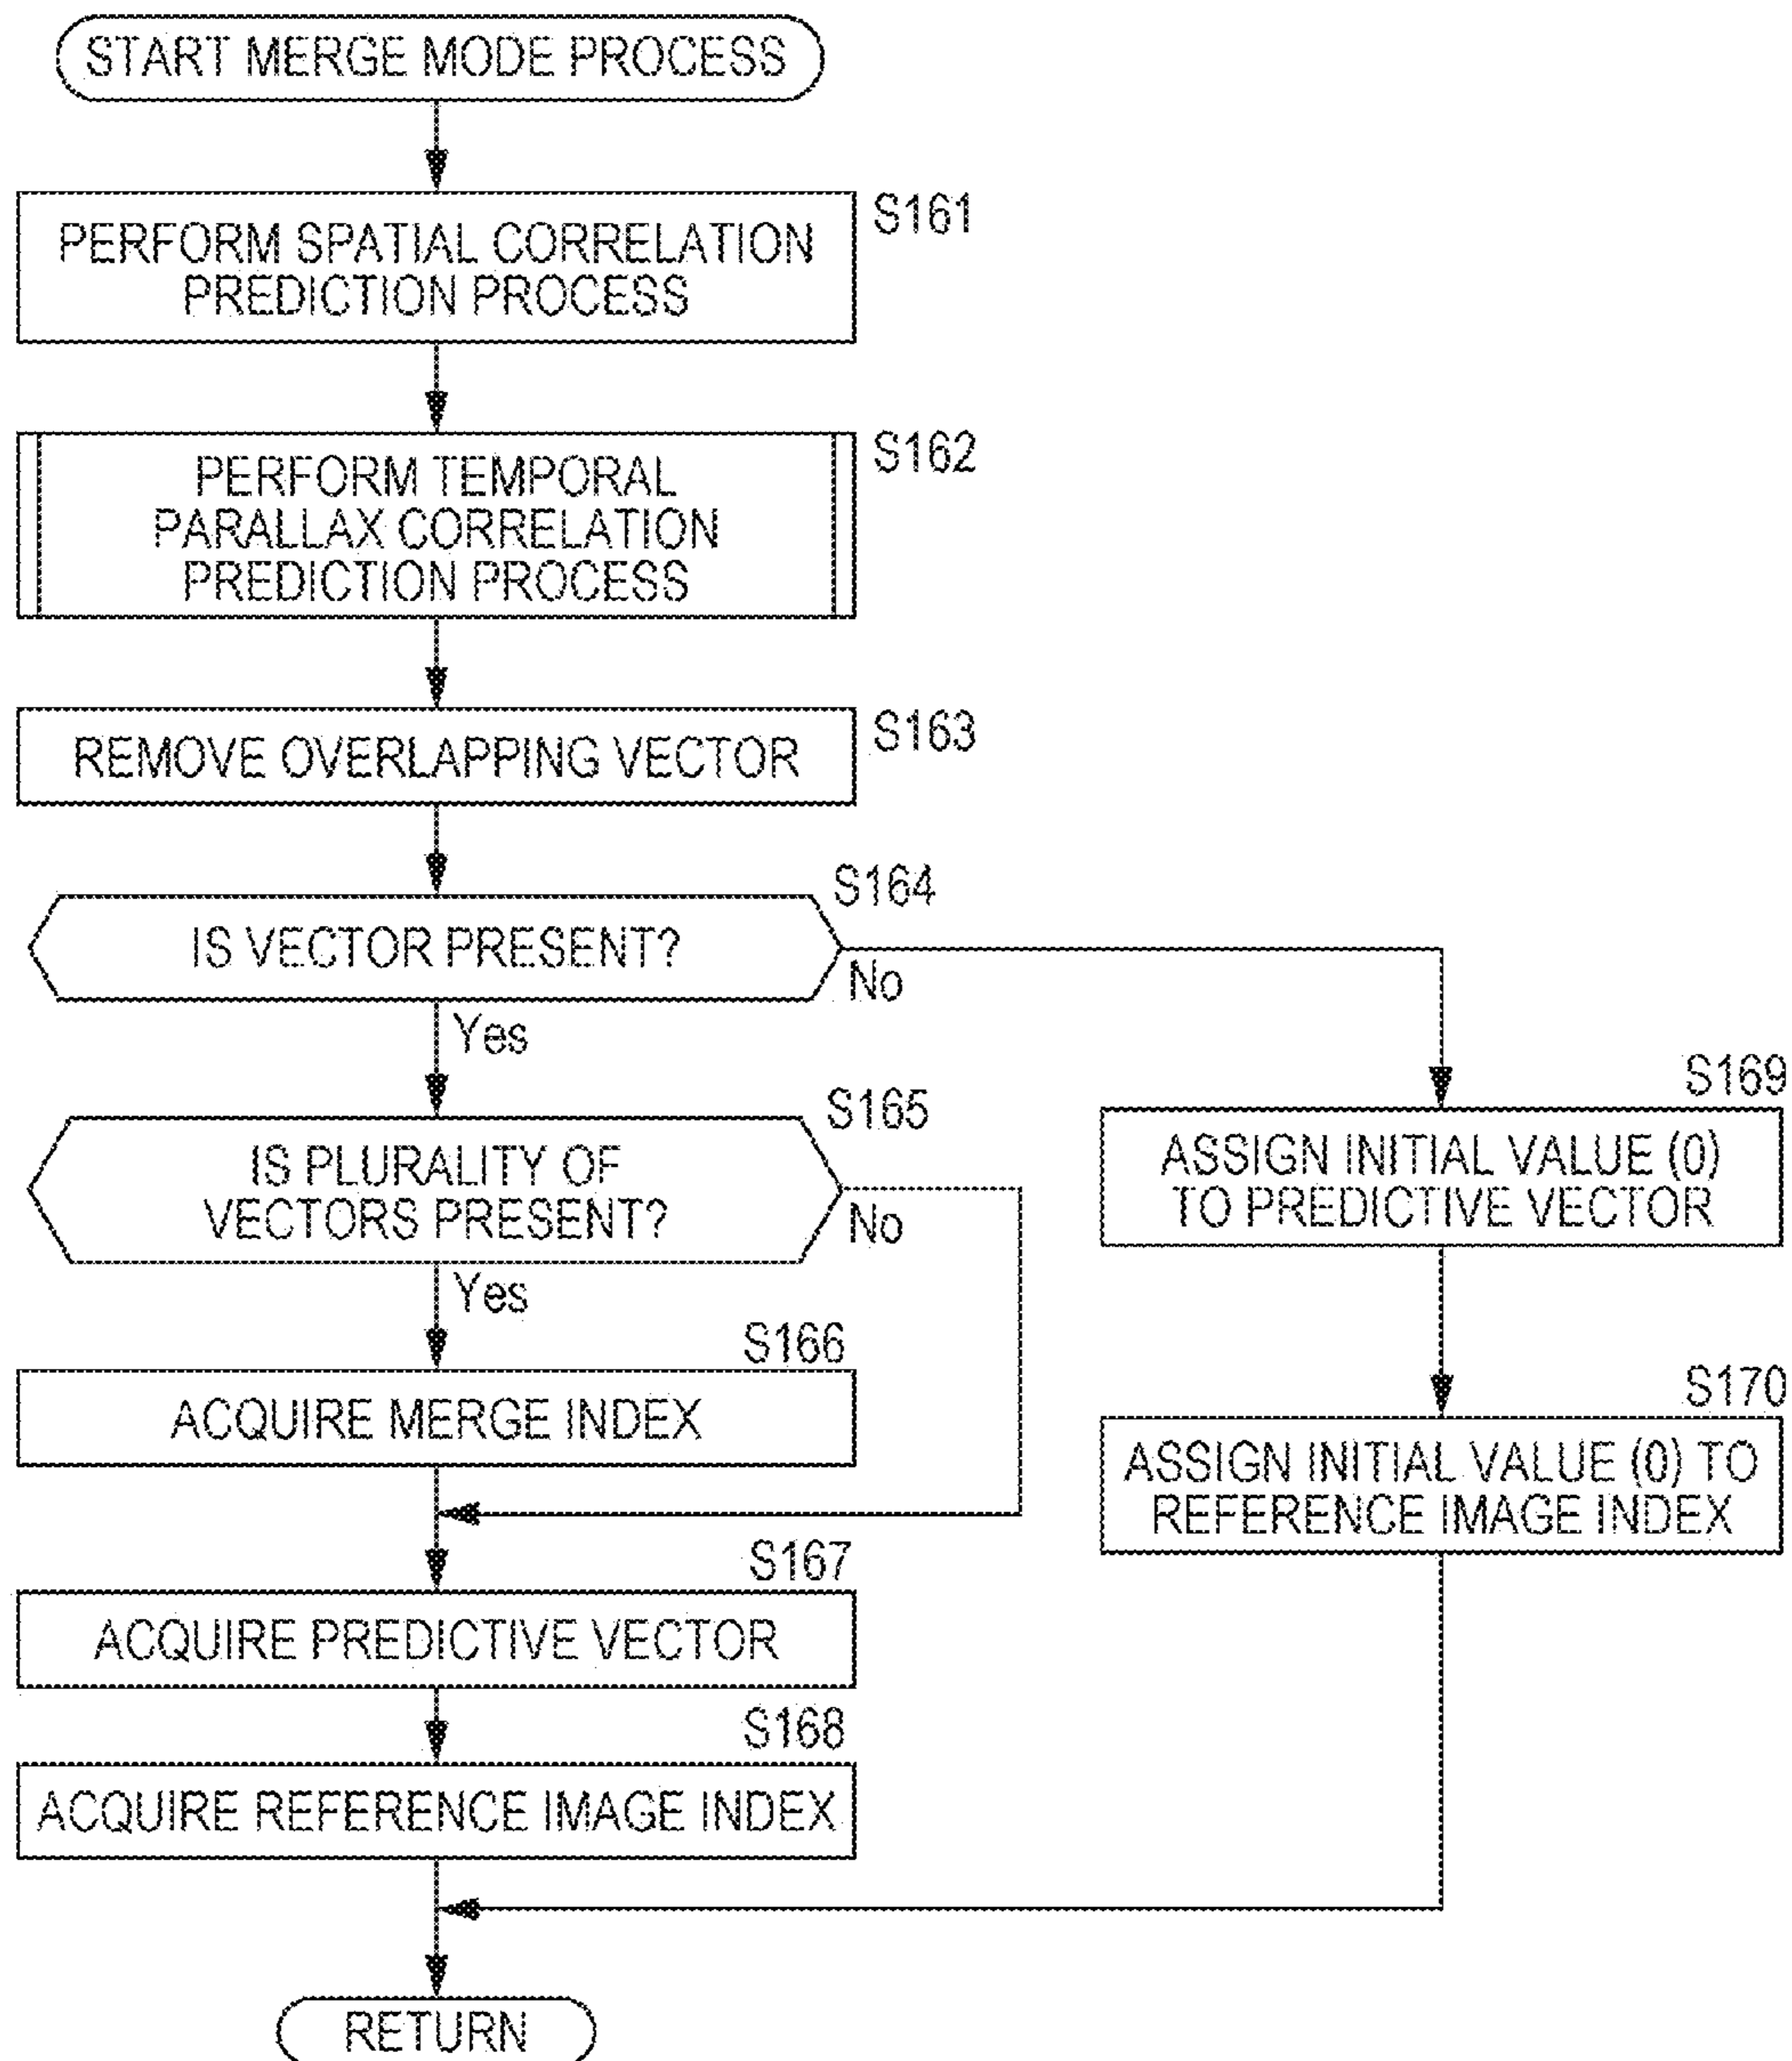 START MERGE MODE PROCESS
S161
PERFORM SPATIAL CORRELATION
PREDICTION PROCESS
S162
PERFORM TEMPORAL
PARALLAX CORRELATION
PREDICTION PROCESS
S163
REMOVE OVERLAPPING VECTOR
S164
IS VECTOR PRESENT?
No
Yes
S165
IS PLURALITY OF
VECTORS PRESENT?
No
Yes
S166
ACQUIRE MERGE INDEX
S167
ACQUIRE PREDICTIVE VECTOR
S168
ACQUIRE REFERENCE IMAGE INDEX
S169
ASSIGN INITIAL VALUE (0)
TO PREDICTIVE VECTOR
S170
ASSIGN INITIAL VALUE (0) TO
REFERENCE IMAGE INDEX
RETURN